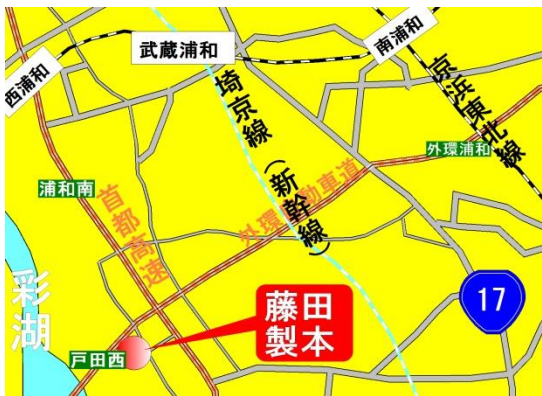 武蔵浦和
南浦和
西浦和
埼京線(新幹線)
京浜東北線
外環浦和
外環自動車道
浦和南
首都高速
彩湖
17
藤田
製本
戸田西